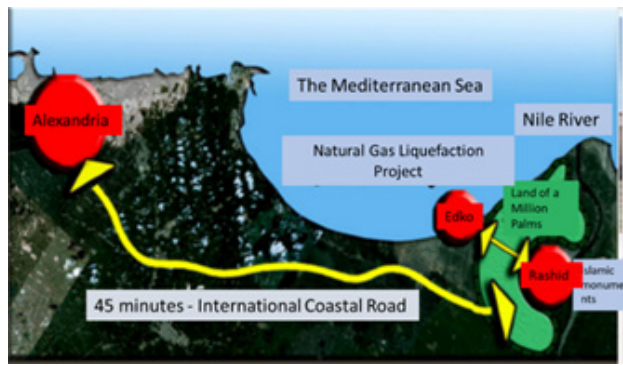 The Mediterranean Sea
Alexandria
Nile River
Natural Gas Liquefaction
Project
Land of a
Million
Palms
Edko
Rashid
slamic
monume
nts
45 minutes - International Coastal Road